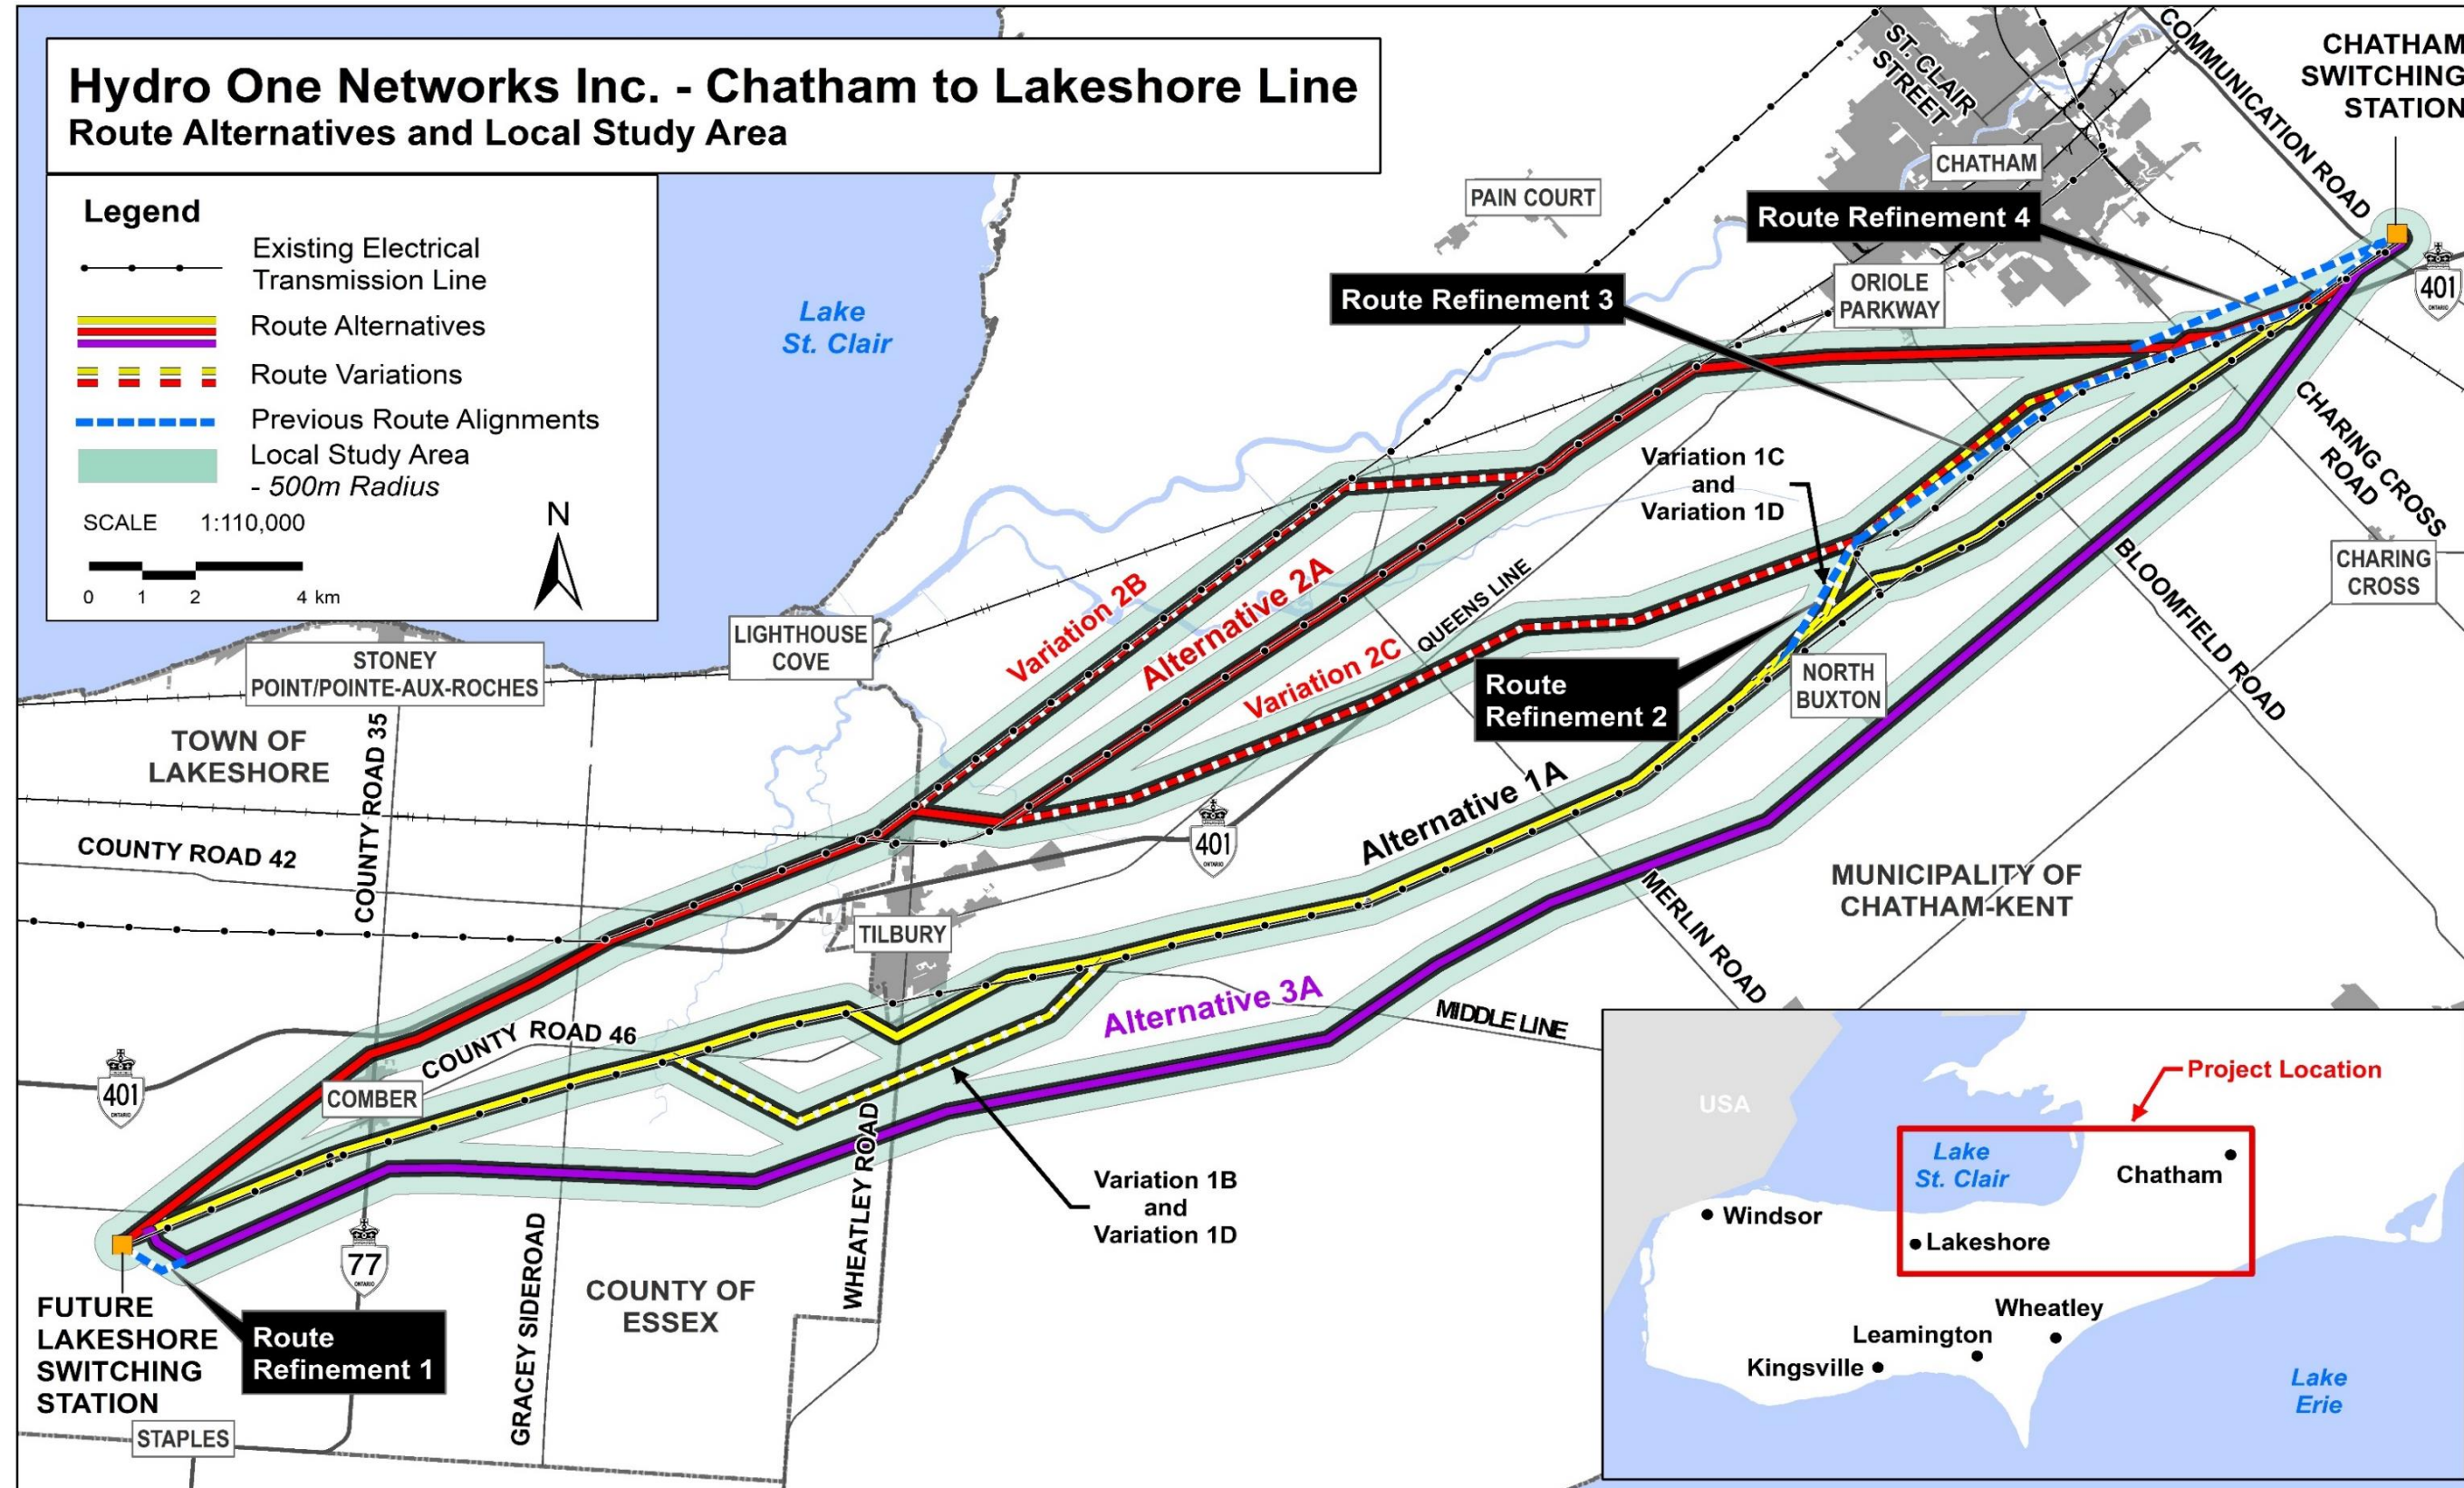 Hydro One Networks Inc. - Chatham to Lakeshore Line
Route Alternatives and Local Study Area
Legend
Existing Electrical
Transmission Line
Route Alternatives
Route Variations
Previous Route Alignments
Local Study Area
- 500m Radius
SCALE 1:110,000
0 1 2 4 km
N
Lake
St. Clair
PAIN COURT
ST. CLAIR
STREET
CHATHAM
COMMUNICATION ROAD
CHATHAM
SWITCHING
STATION
401
ONTARIO
Route Refinement 4
Route Refinement 3
ORIOLE
PARKWAY
CHARING CROSS
ROAD
CHARING
CROSS
BLOOMFIELD ROAD
Variation 1C
and
Variation 1D
Variation 2B
Alternative 2A
Variation 2C
QUEENS LINE
Route
Refinement 2
NORTH
BUXTON
LIGHTHOUSE
COVE
STONEY
POINT/POINTE-AUX-ROCHES
TOWN OF
LAKESHORE
COUNTY ROAD 35
COUNTY ROAD 42
401
ONTARIO
TILBURY
Alternative 1A
MERLIN ROAD
MUNICIPALITY OF
CHATHAM-KENT
Alternative 3A
MIDDLE LINE
COUNTY ROAD 46
COMBER
401
ONTARIO
WHEATLEY ROAD
Variation 1B
and
Variation 1D
77
ONTARIO
GRACEY SIDEROAD
COUNTY OF
ESSEX
FUTURE
LAKESHORE
SWITCHING
STATION
Route
Refinement 1
STAPLES
USA
Project Location
Lake
St. Clair
Chatham
Windsor
Lakeshore
Wheatley
Leamington
Kingsville
Lake
Erie